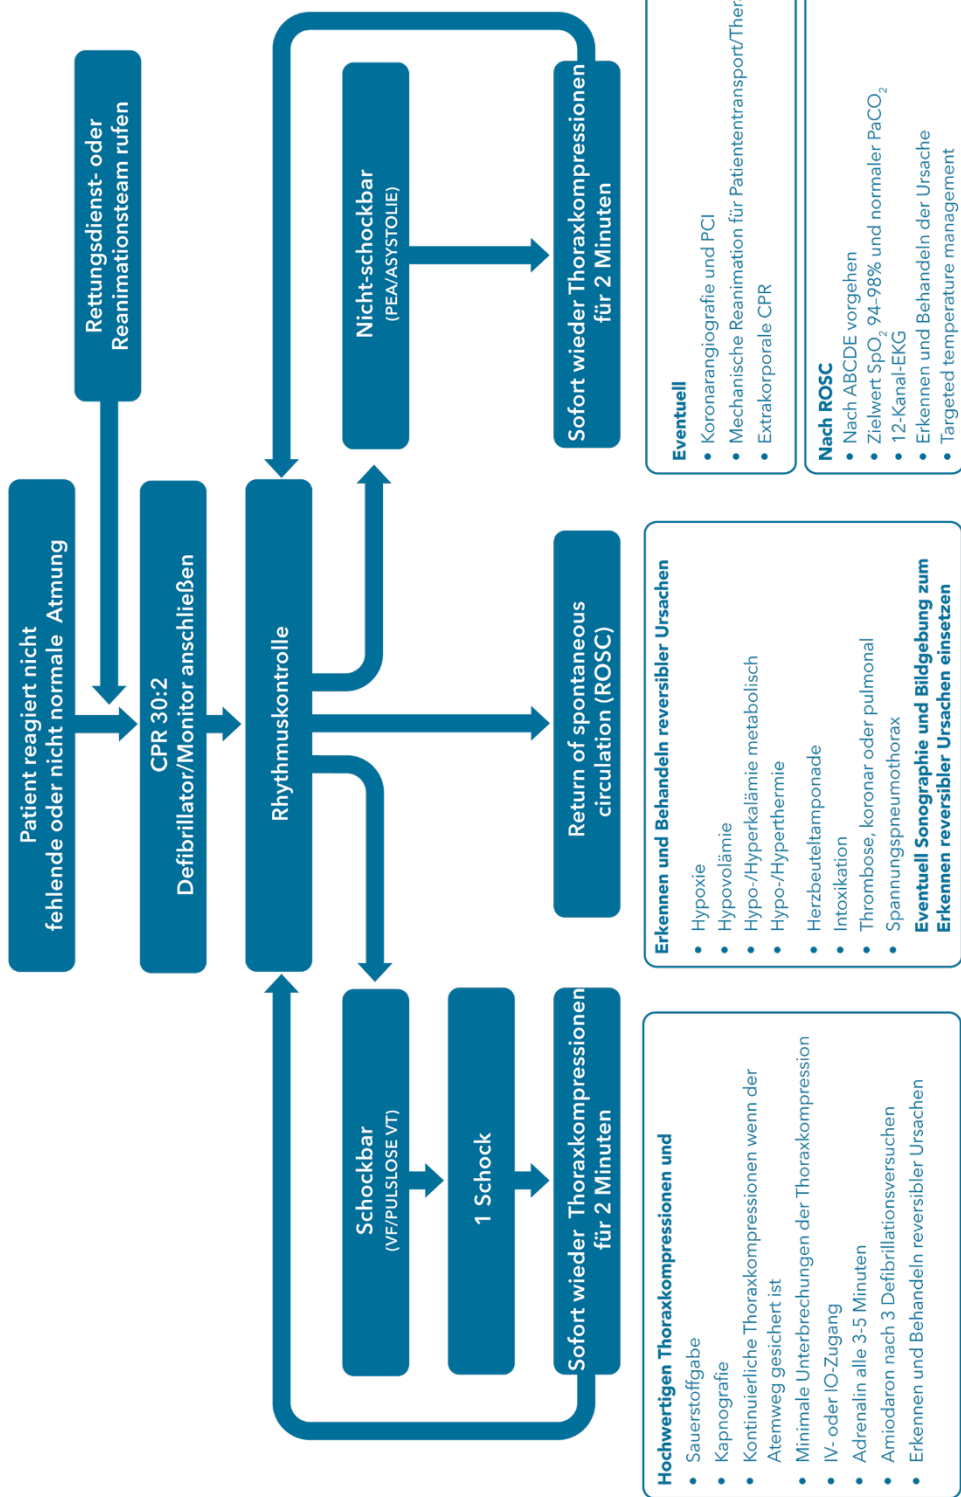 Patient reagiert nicht
fehlende oder nicht normale Atmung
Rettungsdienst- oder
Reanimationsteam rufen
CPR 30:2
Defibrillator/Monitor anschließen
Rhythmuskontrolle
Schockbar
(VF/PULSLOSE VT)
Nicht-schockbar
(PEA/ASYSTOLIE)
1 Schock
Return of spontaneous
circulation (ROSC)
Sofort wieder Thoraxkompressionen
für 2 Minuten
Sofort wieder Thoraxkompressionen
für 2 Minuten
Hochwertigen Thoraxkompressionen und
• Sauerstoffgabe
• Kapnografie
• Kontinuierliche Thoraxkompressionen wenn der
Atemweg gesichert ist
• Minimale Unterbrechungen der Thoraxkompression
• IV- oder IO-Zugang
• Adrenalin alle 3-5 Minuten
• Amiodaron nach 3 Defibrillationsversuchen
• Erkennen und Behandeln reversibler Ursachen
Erkennen und Behandeln reversibler Ursachen
• Hypoxie
• Hypovolämie
• Hypo-/Hyperkalämie metabolisch
• Hypo-/Hyperthermie
• Herzbeuteltamponade
• Intoxikation
• Thrombose, koronar oder pulmonal
• Spannungspneumothorax
Eventuell Sonographie und Bildgebung zum
Erkennen reversibler Ursachen einsetzen
Eventuell
• Koronarangiografie und PCI
• Mechanische Reanimation für Patiententransport/Thera
• Extrakorporale CPR
Nach ROSC
• Nach ABCDE vorgehen
• Zielwert SpO₂ 94–98% und normaler PaCO₂
• 12-Kanal-EKG
• Erkennen und Behandeln der Ursache
• Targeted temperature management